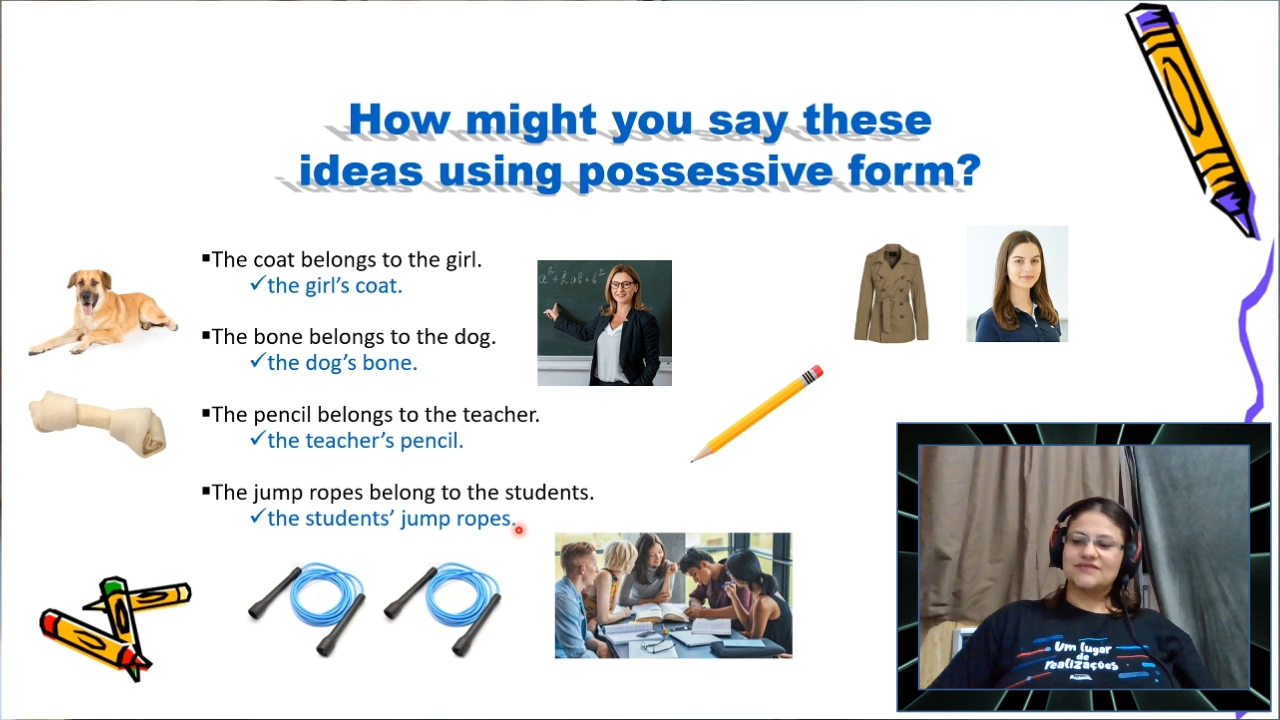 How might you say these
ideas using possessive form?
▪The coat belongs to the girl.
✓the girl’s coat.
▪The bone belongs to the dog.
✓the dog’s bone.
▪The pencil belongs to the teacher.
✓the teacher’s pencil.
▪The jump ropes belong to the students.
✓the students’ jump ropes.
Um lugar
de
realizações